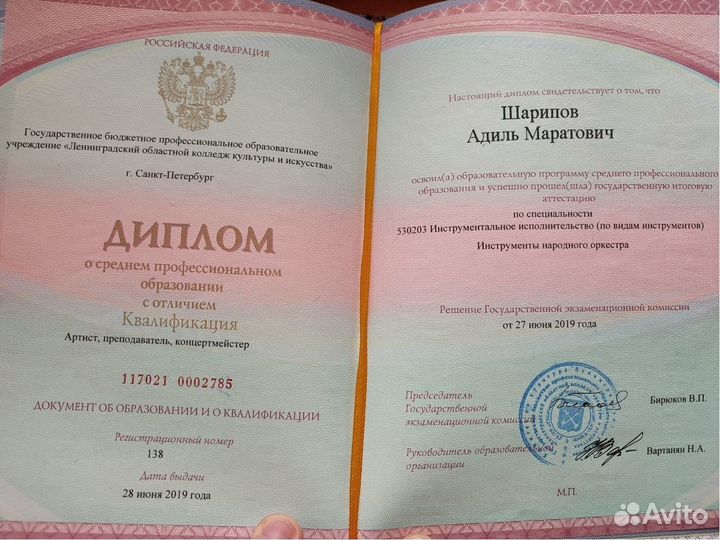 РОССИЙСКАЯ ФЕДЕРАЦИЯ
Государственное бюджетное профессиональное образовательное
учреждение «Ленинградский областной колледж культуры и искусства»
г. Санкт-Петербург
ДИПЛОМ
о среднем профессиональном
образовании
с отличием
Квалификация
Артист, преподаватель, концертмейстер
117021 0002785
ДОКУМЕНТ ОБ ОБРАЗОВАНИИ И О КВАЛИФИКАЦИИ
Регистрационный номер
138
Дата выдачи
28 июня 2019 года
Настоящий диплом свидетельствует о том, что
Шарипов
Адиль Маратович
освоил(а) образовательную программу среднего профессионального
образования и успешно прошел(шла) государственную итоговую
аттестацию
по специальности
530203 Инструментальное исполнительство (по видам инструментов)
Инструменты народного оркестра
Решение Государственной экзаменационной комиссии
от 27 июня 2019 года
Председатель
Государственной
экзаменационной комиссии
Бирюков В.П.
Руководитель образовательной
организации
Вартанян Н.А.
М.П.
Avito